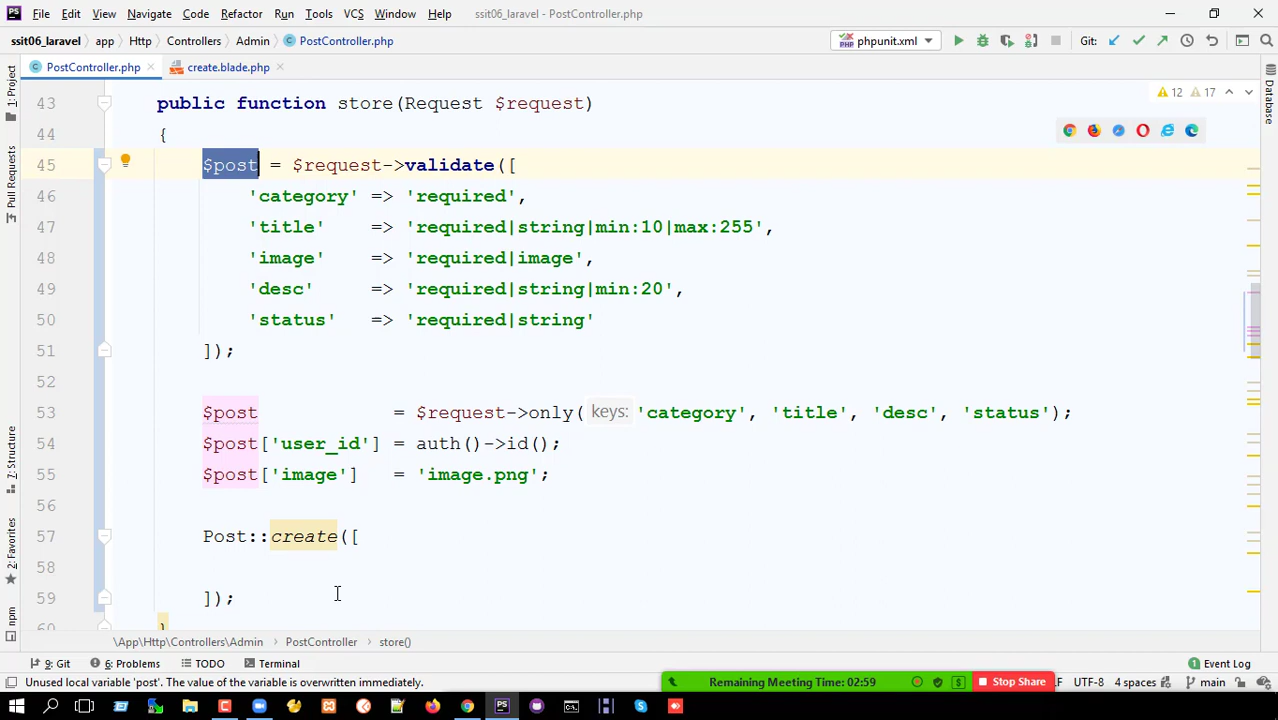 File Edit View Navigate Code Refactor Run Tools VCS Window Help ssit06_laravel - PostController.php
ssit06_laravel app Http Controllers Admin PostController.php phpunit.xml Git:
PostController.php create.blade.php
12 17
43 public function store(Request $request)
44 {
45 $post = $request->validate([
46 'category' => 'required',
47 'title' => 'required|string|min:10|max:255',
48 'image' => 'required|image',
49 'desc' => 'required|string|min:20',
50 'status' => 'required|string'
51 ]);
52
53 $post = $request->only( keys: 'category', 'title', 'desc', 'status');
54 $post['user_id'] = auth()->id();
55 $post['image'] = 'image.png';
56
57 Post::create([
58
59 ]);
60 }
\App\Http\Controllers\Admin PostController store()
1: Project
Pull Requests
7: Structure
2: Favorites
npm
Database
9: Git 6: Problems TODO Terminal Event Log
Unused local variable 'post'. The value of the variable is overwritten immediately. Remaining Meeting Time: 02:59 Stop Share LF UTF-8 4 spaces main